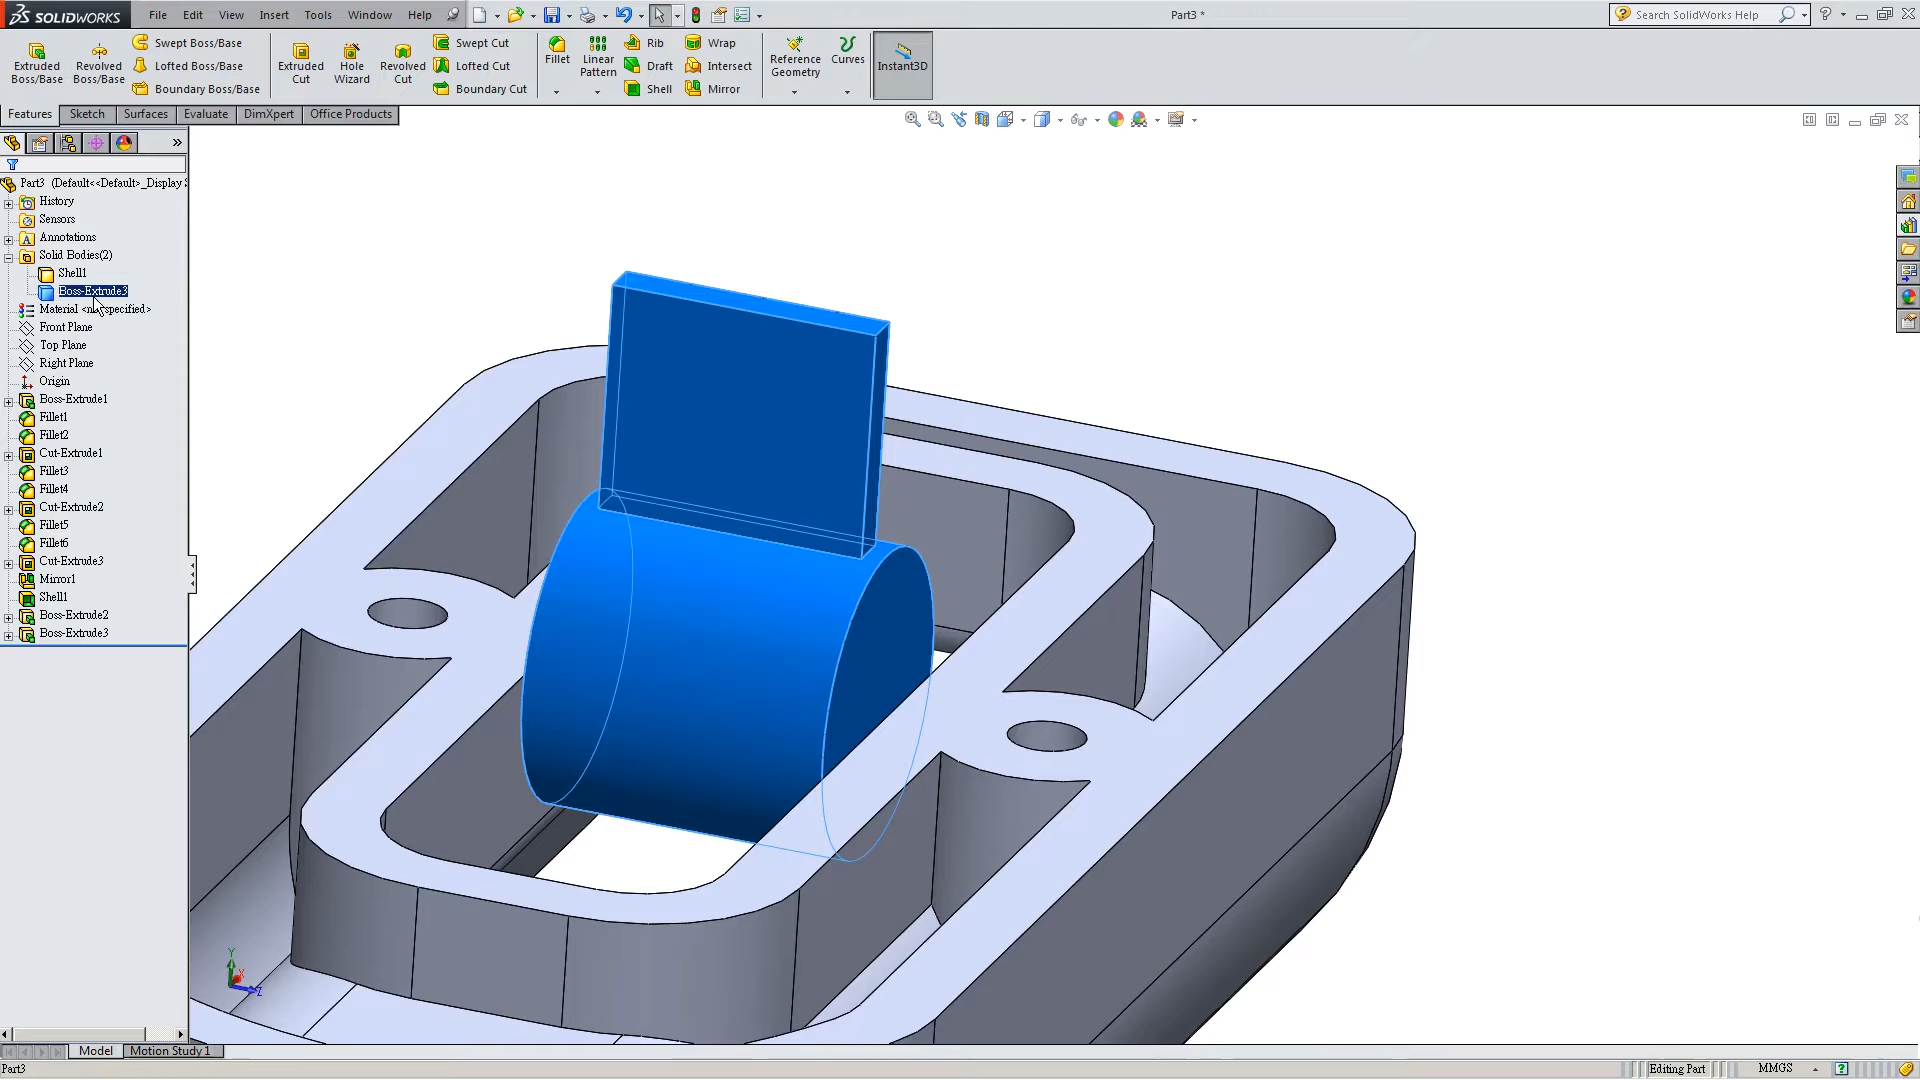 SOLIDWORKS
File Edit View Insert Tools Window Help
Part3 *
Search SolidWorks Help
Extruded Boss/Base
Revolved Boss/Base
Swept Boss/Base
Lofted Boss/Base
Boundary Boss/Base
Extruded Cut
Hole Wizard
Revolved Cut
Swept Cut
Lofted Cut
Boundary Cut
Fillet
Linear Pattern
Rib
Draft
Shell
Wrap
Intersect
Mirror
Reference Geometry
Curves
Instant3D
Features Sketch Surfaces Evaluate DimXpert Office Products
Part3 (Default<<Default>_Display
History
Sensors
Annotations
Solid Bodies(2)
Shell1
Boss-Extrude3
Material specified>
Front Plane
Top Plane
Right Plane
Origin
Boss-Extrude1
Fillet1
Fillet2
Cut-Extrude1
Fillet3
Fillet4
Cut-Extrude2
Fillet5
Fillet6
Cut-Extrude3
Mirror1
Shell1
Boss-Extrude2
Boss-Extrude3
Y
X
Z
Model Motion Study 1
Part3
Editing Part
MMGS